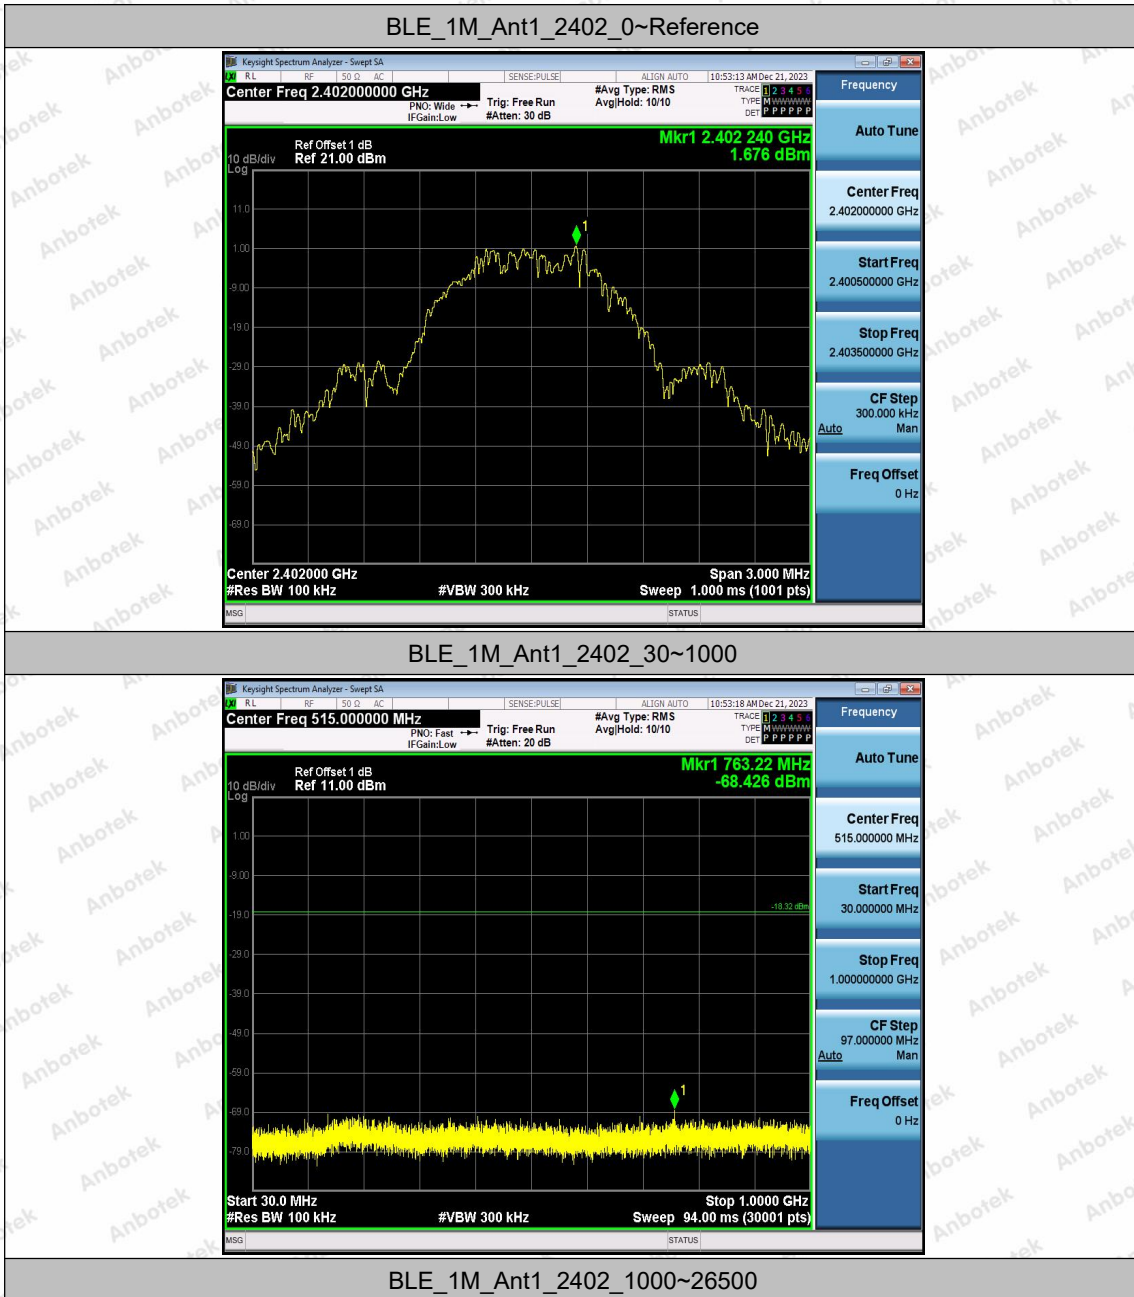 BLE_1M_Ant1_2402_0~Reference
Keysight Spectrum Analyzer - Swept SA
LXI RL RF 50 Ω AC SENSE:PULSE ALIGN AUTO 10:53:13 AM Dec 21, 2023
Center Freq 2.402000000 GHz
PNO: Wide
IFGain:Low
Trig: Free Run
#Atten: 30 dB
#Avg Type: RMS
Avg|Hold: 10/10
TRACE 1 2 3 4 5 6
TYPE M WWWWW
DET P P P P P P
Frequency
Auto Tune
Center Freq
2.402000000 GHz
Start Freq
2.400500000 GHz
Stop Freq
2.403500000 GHz
CF Step
300.000 kHz
Auto Man
Freq Offset
0 Hz
Mkr1 2.402 240 GHz
1.676 dBm
Ref Offset 1 dB
10 dB/div Ref 21.00 dBm
Log
11.0
1.00
-9.00
-19.0
-29.0
-39.0
-49.0
-59.0
-69.0
1
Center 2.402000 GHz Span 3.000 MHz
#Res BW 100 kHz #VBW 300 kHz Sweep 1.000 ms (1001 pts)
MSG STATUS
BLE_1M_Ant1_2402_30~1000
Keysight Spectrum Analyzer - Swept SA
LXI RL RF 50 Ω AC SENSE:PULSE ALIGN AUTO 10:53:18 AM Dec 21, 2023
Center Freq 515.000000 MHz
PNO: Fast
IFGain:Low
Trig: Free Run
#Atten: 20 dB
#Avg Type: RMS
Avg|Hold: 10/10
TRACE 1 2 3 4 5 6
TYPE M WWWWW
DET P P P P P P
Frequency
Auto Tune
Center Freq
515.000000 MHz
Start Freq
30.000000 MHz
Stop Freq
1.000000000 GHz
CF Step
97.000000 MHz
Auto Man
Freq Offset
0 Hz
Mkr1 763.22 MHz
-68.426 dBm
Ref Offset 1 dB
10 dB/div Ref 11.00 dBm
Log
1.00
-9.00
-19.0
-29.0
-39.0
-49.0
-59.0
-69.0
-79.0
-18.32 dBm
1
Start 30.0 MHz Stop 1.0000 GHz
#Res BW 100 kHz #VBW 300 kHz Sweep 94.00 ms (30001 pts)
MSG STATUS
BLE_1M_Ant1_2402_1000~26500
Anbotek